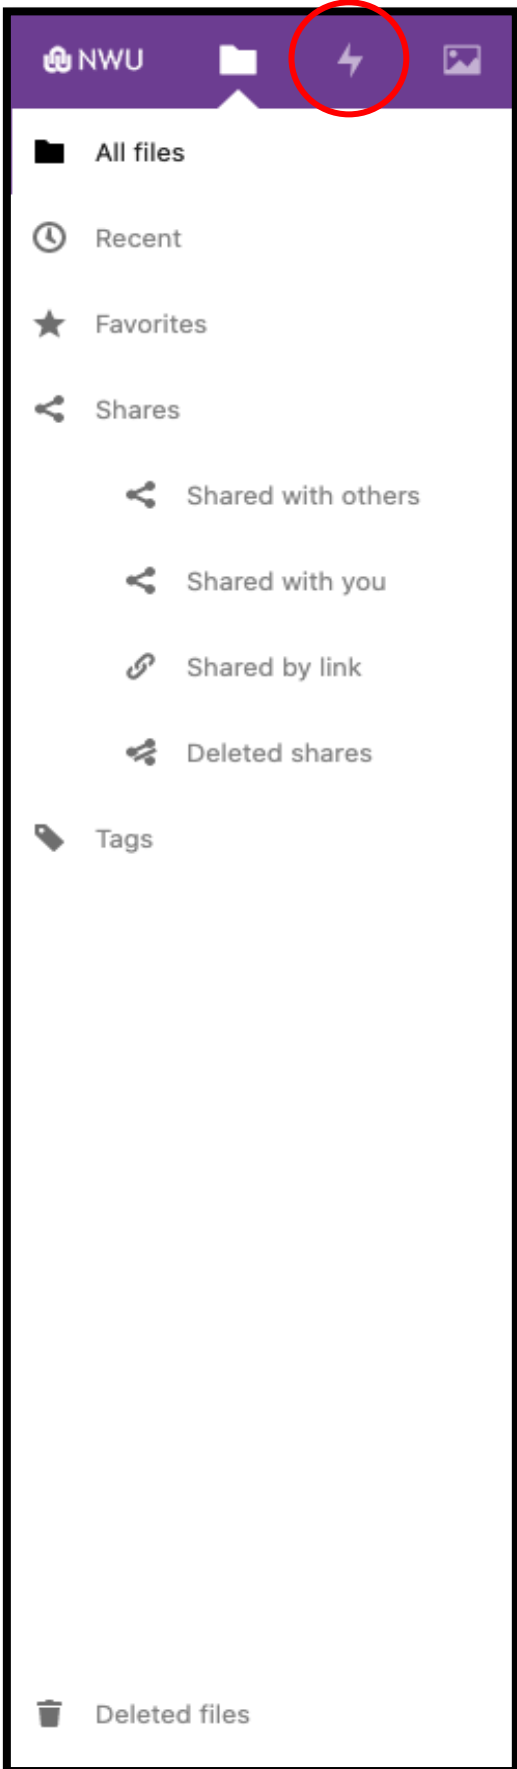 NWU
All files
Recent
Favorites
Shares
Shared with others
Shared with you
Shared by link
Deleted shares
Tags
Deleted files